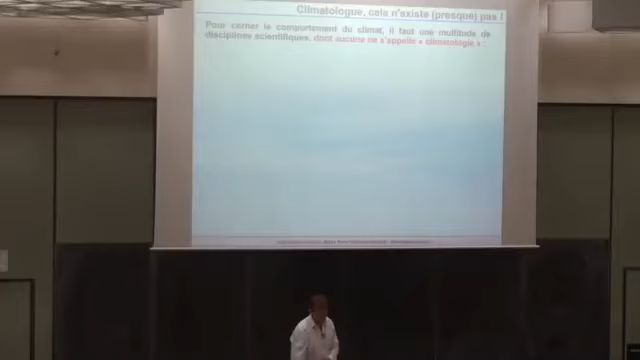 Climatologue, cela n'existe (presque) pas !
Pour cerner le comportement du climat, il faut une multitude de
disciplines scientifiques, dont aucune ne s'appelle « climatologie »